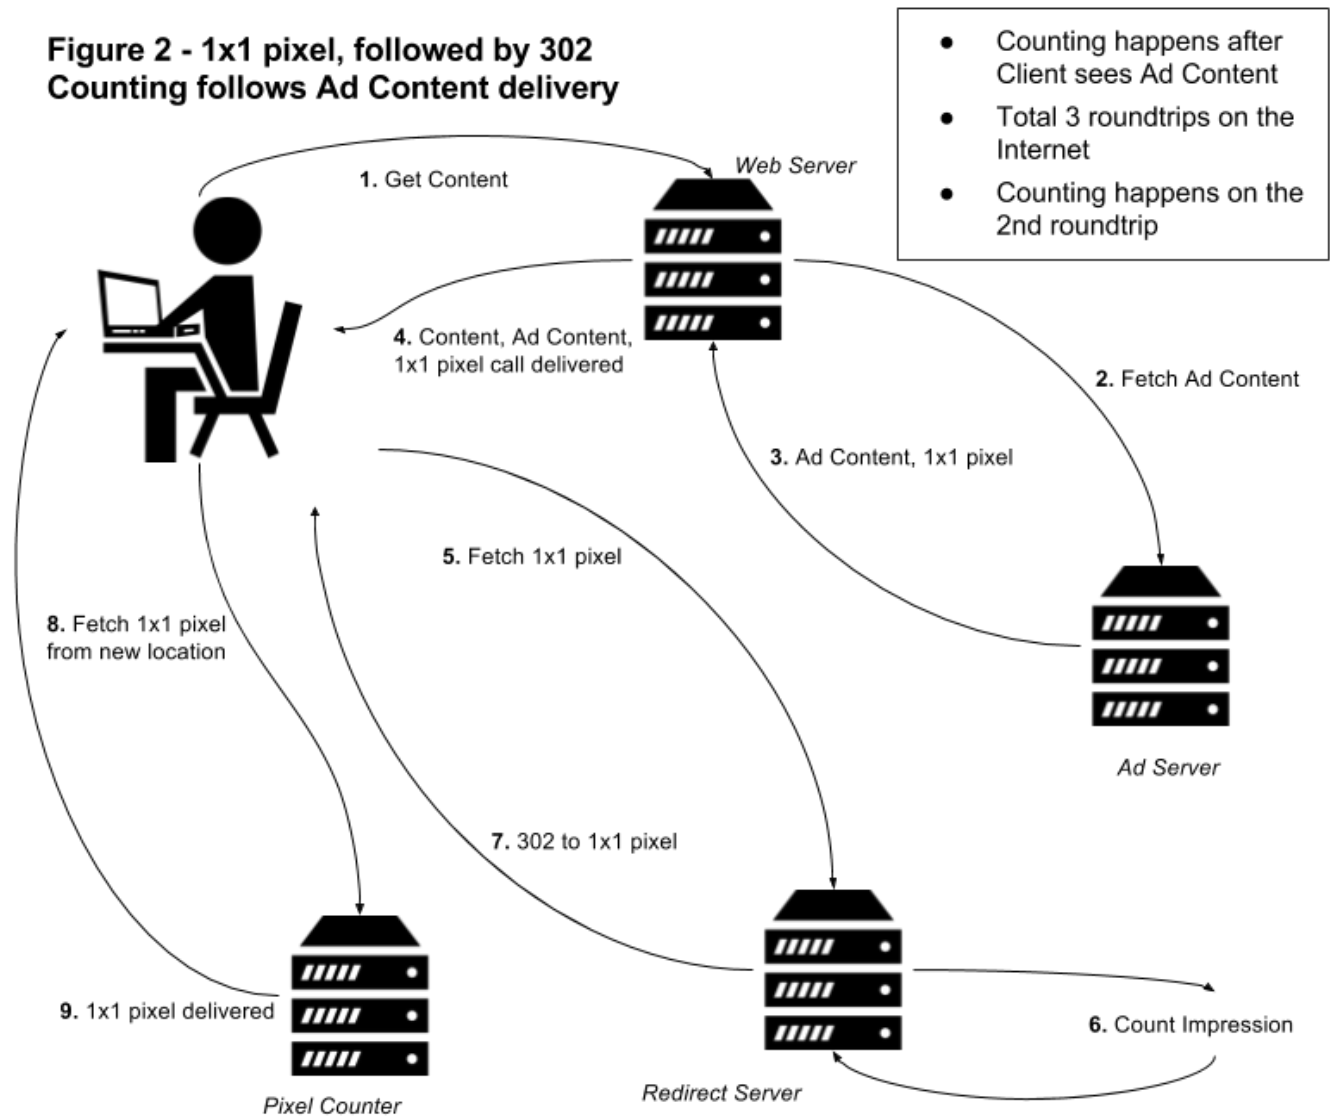 Figure 2 - 1x1 pixel, followed by 302
Counting follows Ad Content delivery
● Counting happens after
Client sees Ad Content
● Total 3 roundtrips on the
Internet
● Counting happens on the
2nd roundtrip
Web Server
1. Get Content
4. Content, Ad Content,
1x1 pixel call delivered
2. Fetch Ad Content
3. Ad Content, 1x1 pixel
5. Fetch 1x1 pixel
8. Fetch 1x1 pixel
from new location
Ad Server
7. 302 to 1x1 pixel
9. 1x1 pixel delivered
6. Count Impression
Redirect Server
Pixel Counter